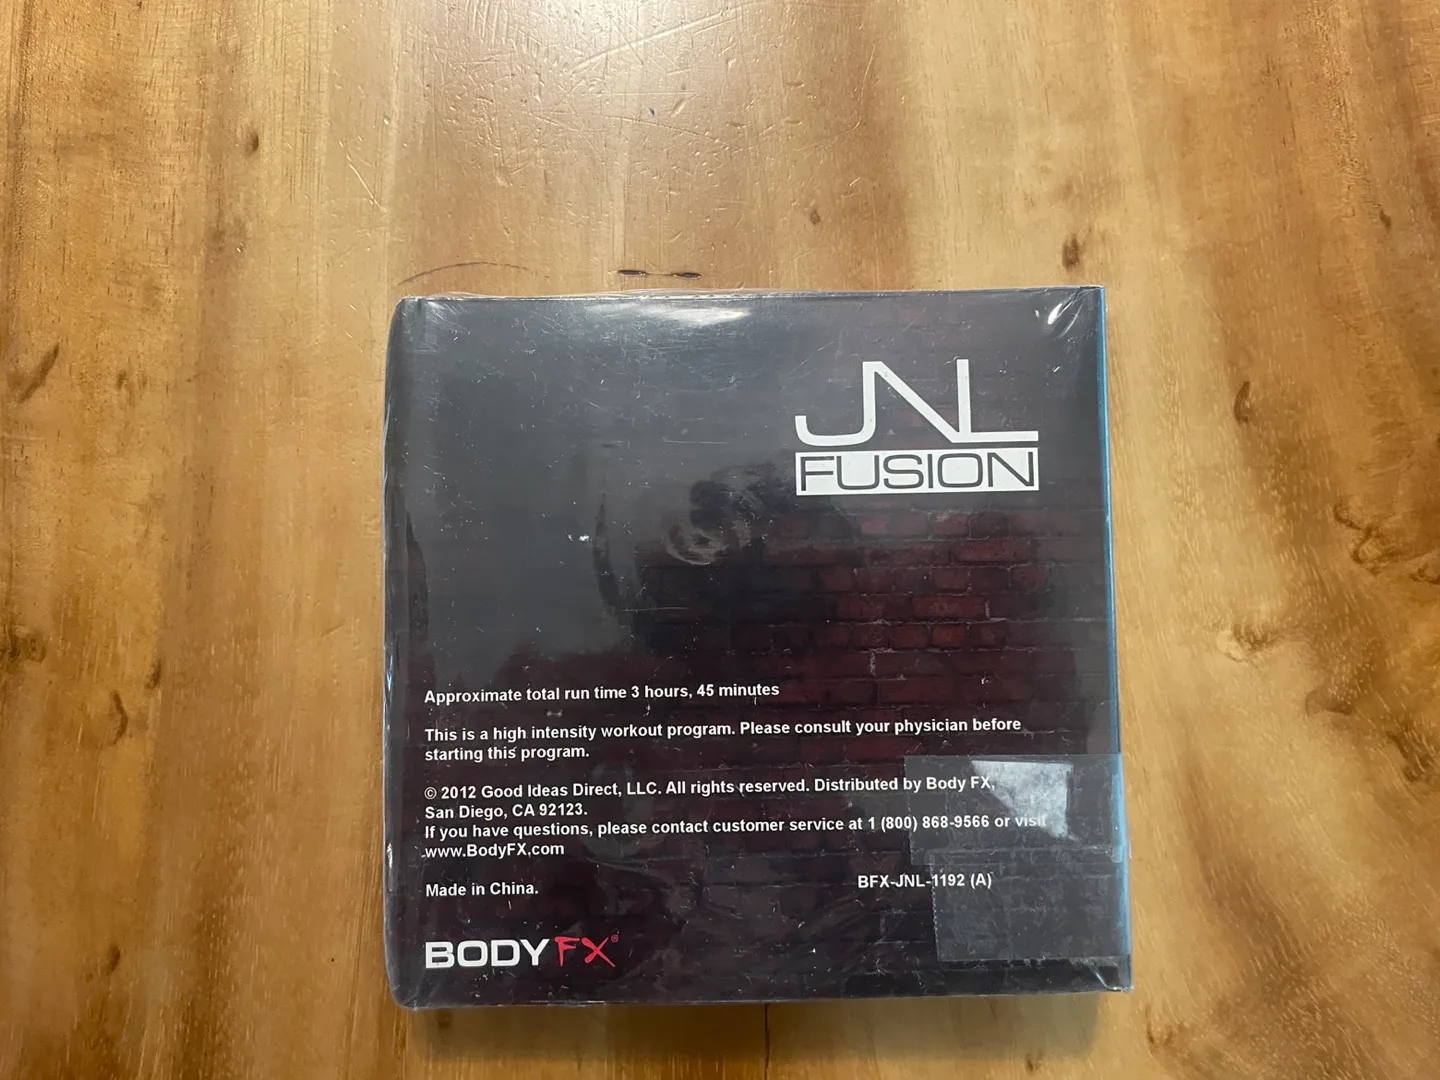 JNL
FUSION
Approximate total run time 3 hours, 45 minutes
This is a high intensity workout program. Please consult your physician before
starting this program.
© 2012 Good Ideas Direct, LLC. All rights reserved. Distributed by Body FX,
San Diego, CA 92123.
If you have questions, please contact customer service at 1 (800) 868-9566 or visit
www.BodyFX.com
Made in China.
BFX-JNL-1192 (A)
BODYFX®